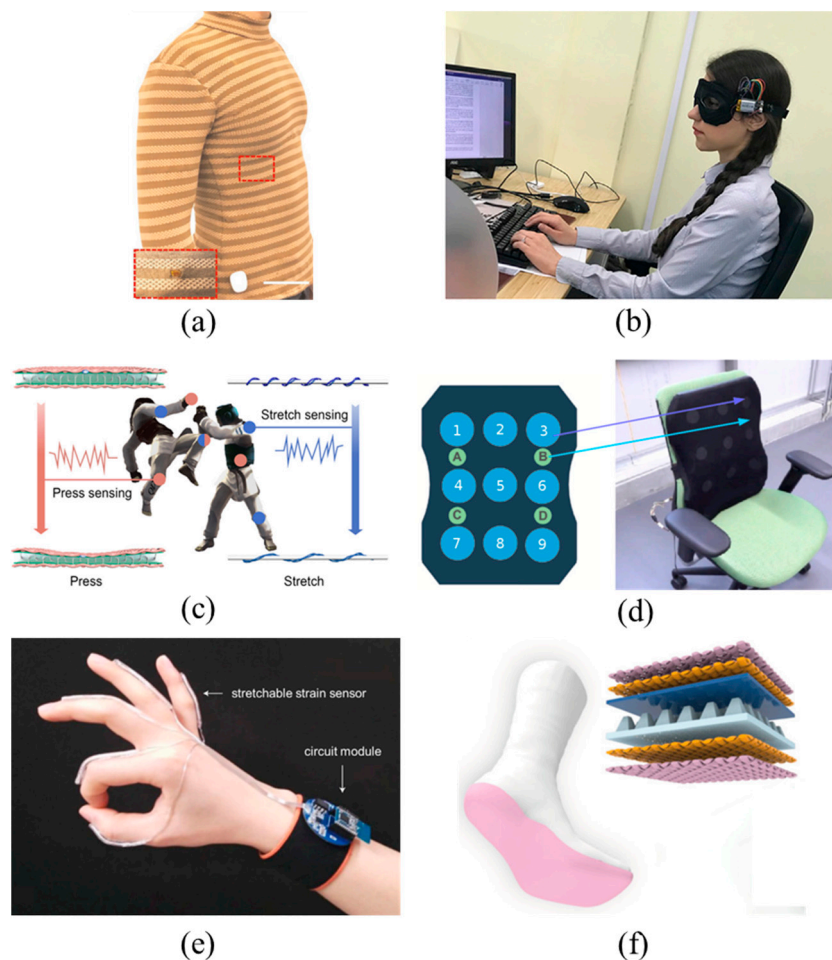 (a)
(b)
Stretch sensing
Press sensing
Press
Stretch
(c)
1 2 3
A B
4 5 6
C D
7 8 9
(d)
stretchable strain sensor
circuit module
(e)
(f)